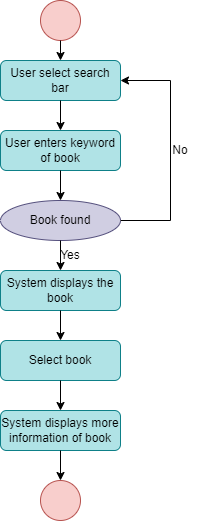 User select search
bar
User enters keyword
of book
No
Book found
Yes
System displays the
book
Select book
System displays more
information of book